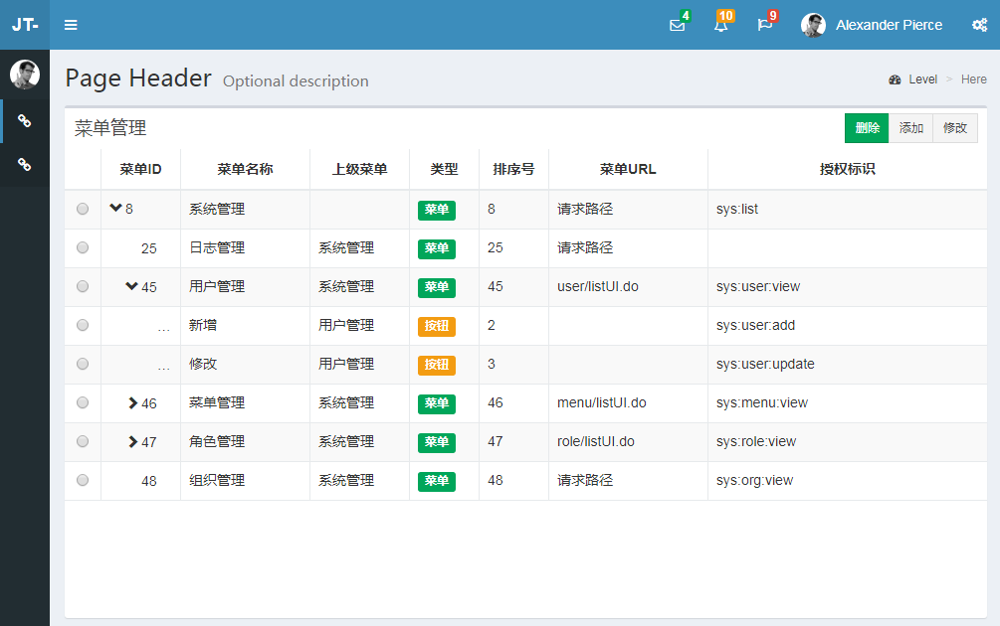 JT- 4 10 9 Alexander Pierce
Page Header Optional description Level > Here
菜单管理 删除 添加 修改
菜单ID 菜单名称 上级菜单 类型 排序号 菜单URL 授权标识
8 系统管理 菜单 8 请求路径 sys:list
25 日志管理 系统管理 菜单 25 请求路径
45 用户管理 系统管理 菜单 45 user/listUI.do sys:user:view
... 新增 用户管理 按钮 2 sys:user:add
... 修改 用户管理 按钮 3 sys:user:update
46 菜单管理 系统管理 菜单 46 menu/listUI.do sys:menu:view
47 角色管理 系统管理 菜单 47 role/listUI.do sys:role:view
48 组织管理 系统管理 菜单 48 请求路径 sys:org:view